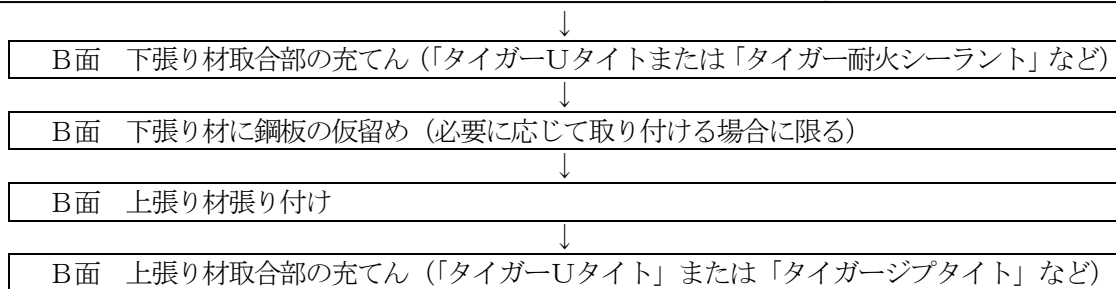 ↓
B面　下張り材取合部の充てん（「タイガーUタイトまたは「タイガー耐火シーラント」など）
↓
B面　下張り材に鋼板の仮留め（必要に応じて取り付ける場合に限る）
↓
B面　上張り材張り付け
↓
B面　上張り材取合部の充てん（「タイガーUタイト」または「タイガージプタイト」など）